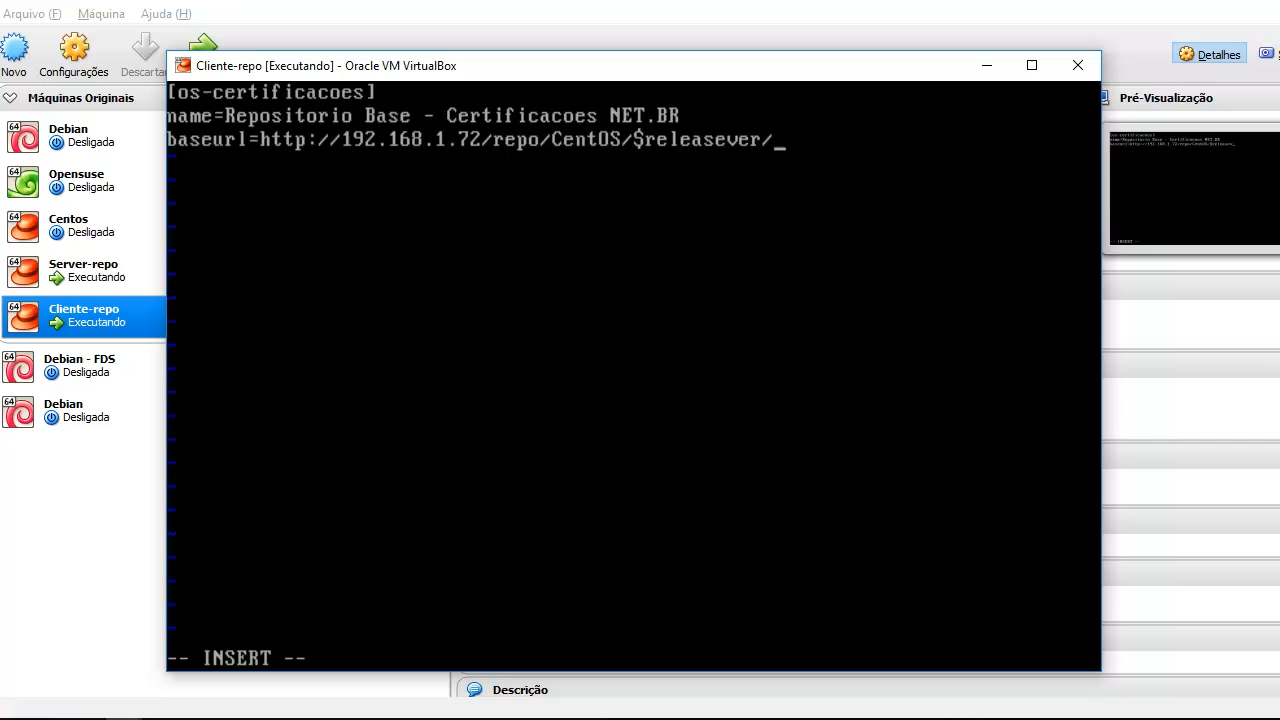 Arquivo (F) Máquina Ajuda (H)
Novo Configurações Descartar
Detalhes
Cliente-repo [Executando] - Oracle VM VirtualBox
Máquinas Originais
Debian
Desligada
Opensuse
Desligada
Centos
Desligada
Server-repo
Executando
Cliente-repo
Executando
Debian - FDS
Desligada
Debian
Desligada
[os-certificacoes]
name=Repositorio Base - Certificacoes NET.BR
baseurl=http://192.168.1.72/repo/CentOS/$releasever/_
-- INSERT --
Pré-Visualização
Descrição